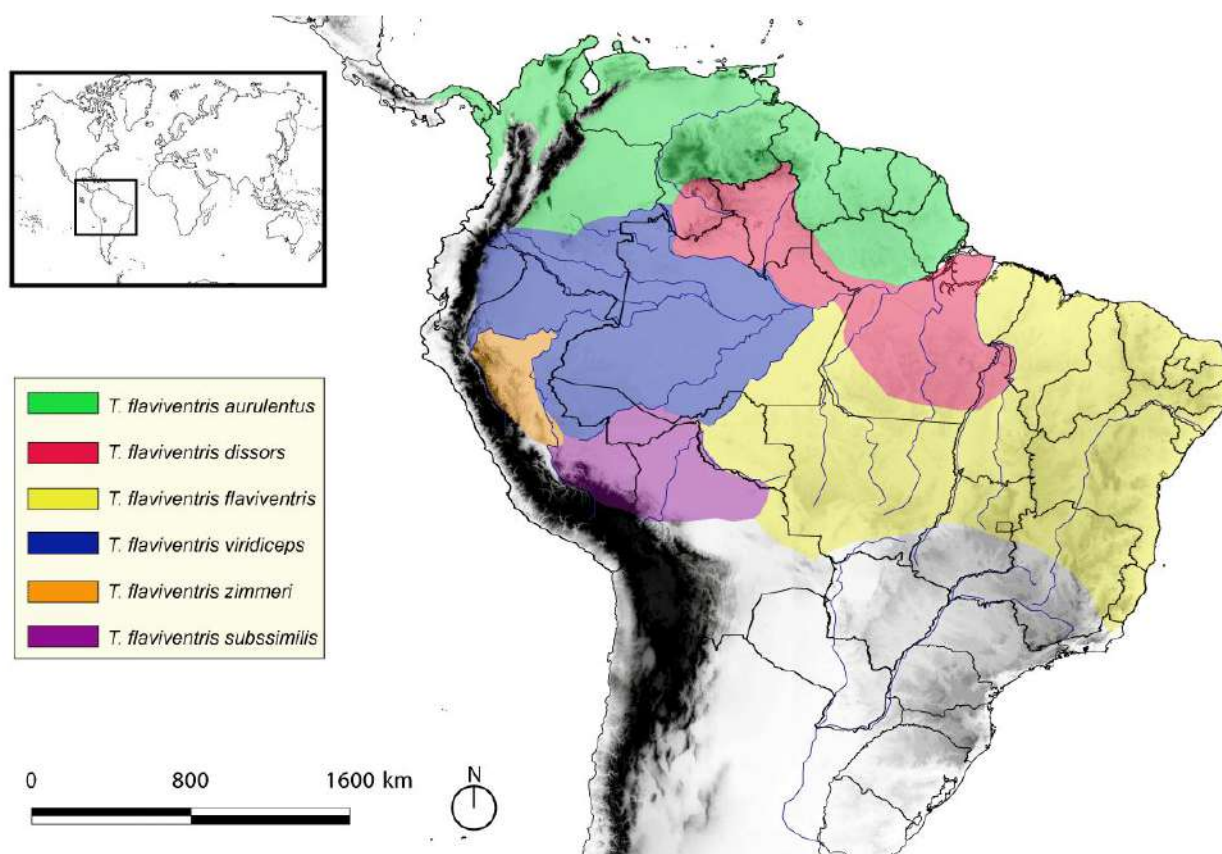 T. flaviventris aurulentus
T. flaviventris dissors
T. flaviventris flaviventris
T. flaviventris viridiceps
T. flaviventris zimmeri
T. flaviventris subssimilis
0 800 1600 km
N